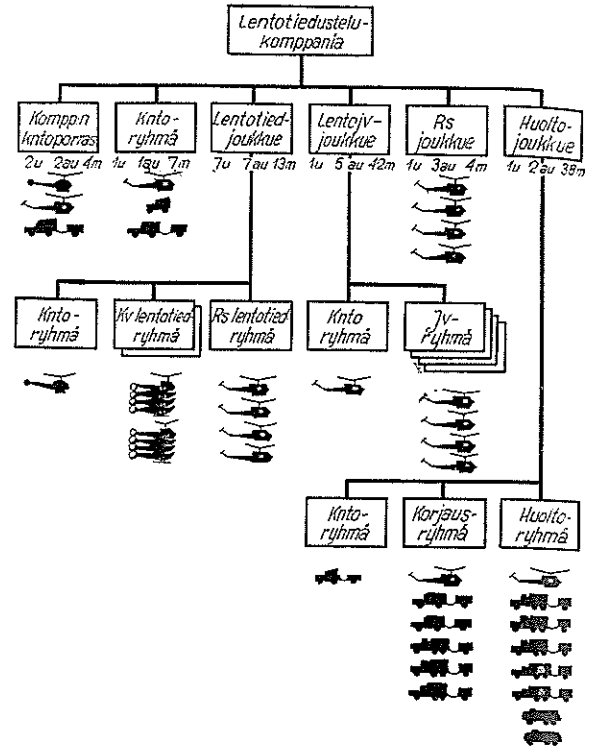 Lentotiedustelu-
komppania
Kompp:n
kntoporras
2u 2au 4m
Knto-
ryhmä
1u 1au 7m
Lentotied-
joukkue
7u 7au 13m
Lentojv-
joukkue
1u 5au 42m
Rs
joukkue
1u 3au 4m
Huolto-
joukkue
1u 12au 38m
Knto-
ryhmä
Kv lentotied
ryhmä
Rs lentotied
ryhmä
Knto
ryhmä
Jv-
ryhmä
Knto-
ryhmä
Korjaus-
ryhmä
Huolto-
ryhmä